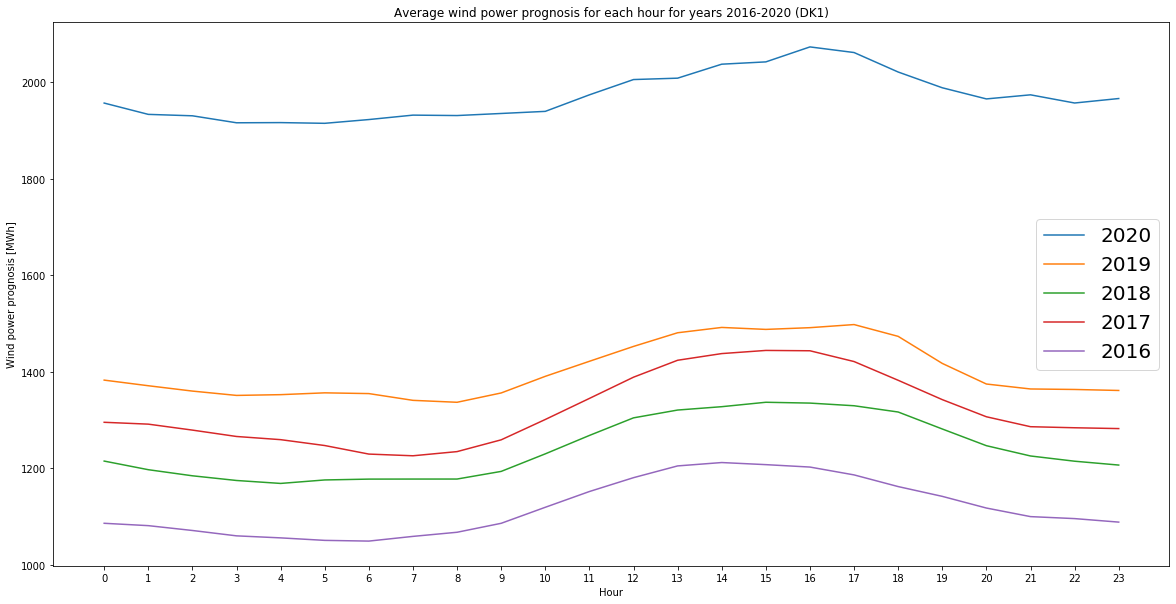 Average wind power prognosis for each hour for years 2016-2020 (DK1)
Wind power prognosis [MWh]
2000
1800
1600
1400
1200
1000
2020
2019
2018
2017
2016
0 1 2 3 4 5 6 7 8 9 10 11 12 13 14 15 16 17 18 19 20 21 22 23
Hour